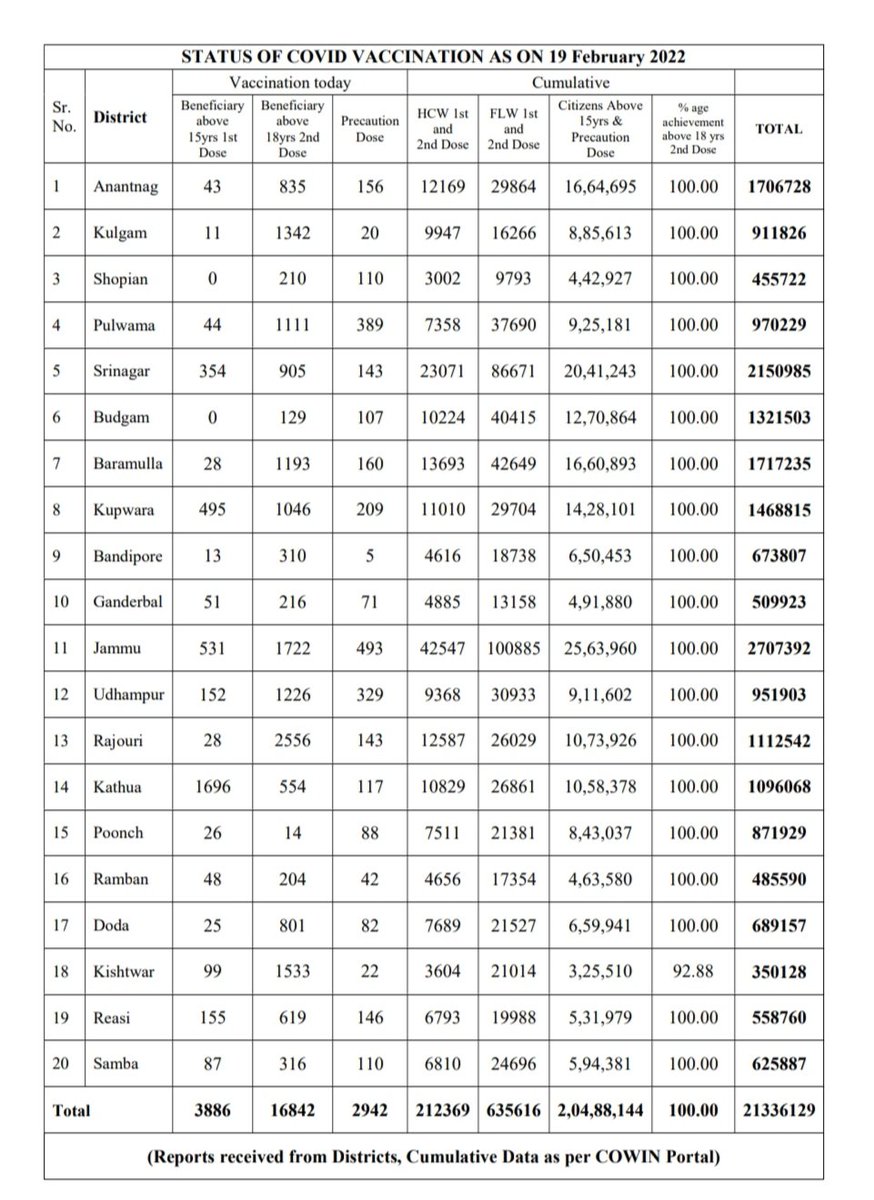 STATUS OF COVID VACCINATION AS ON 19 February 2022
Sr. No. District Vaccination today Cumulative
Beneficiary above 15yrs 1st Dose Beneficiary above 18yrs 2nd Dose Precaution Dose HCW 1st and 2nd Dose FLW 1st and 2nd Dose Citizens Above 15yrs & Precaution Dose % age achievement above 18 yrs 2nd Dose TOTAL
1 Anantnag 43 835 156 12169 29864 16,64,695 100.00 1706728
2 Kulgam 11 1342 20 9947 16266 8,85,613 100.00 911826
3 Shopian 0 210 110 3002 9793 4,42,927 100.00 455722
4 Pulwama 44 1111 389 7358 37690 9,25,181 100.00 970229
5 Srinagar 354 905 143 23071 86671 20,41,243 100.00 2150985
6 Budgam 0 129 107 10224 40415 12,70,864 100.00 1321503
7 Baramulla 28 1193 160 13693 42649 16,60,893 100.00 1717235
8 Kupwara 495 1046 209 11010 29704 14,28,101 100.00 1468815
9 Bandipore 13 310 5 4616 18738 6,50,453 100.00 673807
10 Ganderbal 51 216 71 4885 13158 4,91,880 100.00 509923
11 Jammu 531 1722 493 42547 100885 25,63,960 100.00 2707392
12 Udhampur 152 1226 329 9368 30933 9,11,602 100.00 951903
13 Rajouri 28 2556 143 12587 26029 10,73,926 100.00 1112542
14 Kathua 1696 554 117 10829 26861 10,58,378 100.00 1096068
15 Poonch 26 14 88 7511 21381 8,43,037 100.00 871929
16 Ramban 48 204 42 4656 17354 4,63,580 100.00 485590
17 Doda 25 801 82 7689 21527 6,59,941 100.00 689157
18 Kishtwar 99 1533 22 3604 21014 3,25,510 92.88 350128
19 Reasi 155 619 146 6793 19988 5,31,979 100.00 558760
20 Samba 87 316 110 6810 24696 5,94,381 100.00 625887
Total 3886 16842 2942 212369 635616 2,04,88,144 100.00 21336129
(Reports received from Districts, Cumulative Data as per COWIN Portal)